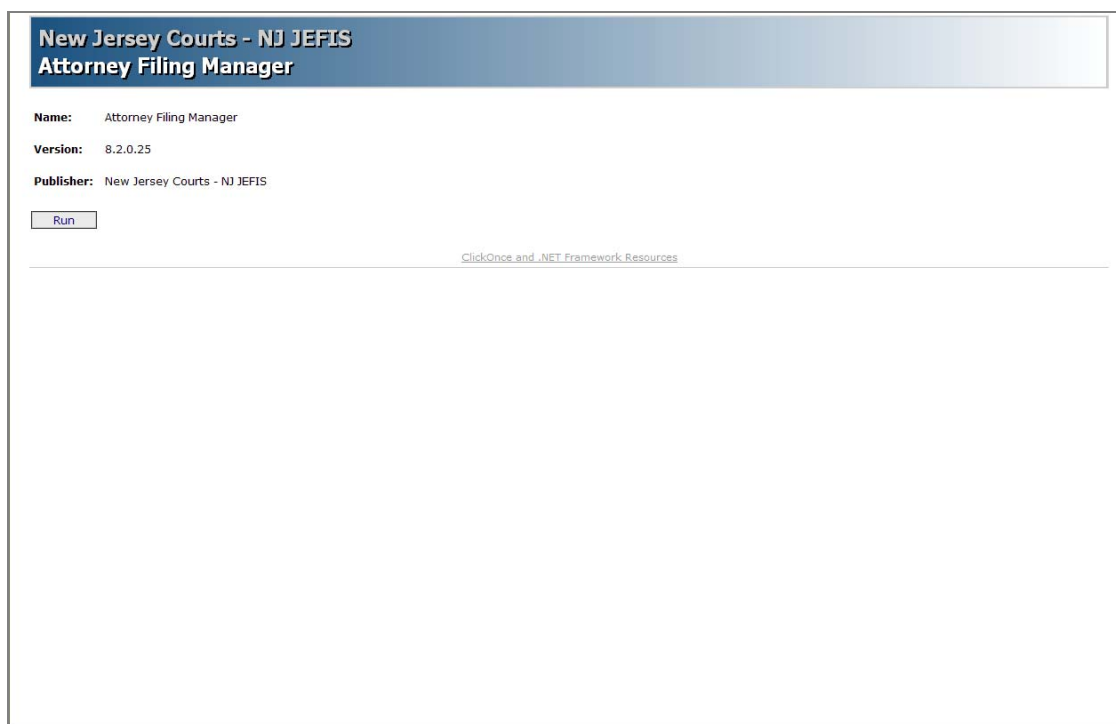 New Jersey Courts - NJ JEFIS
Attorney Filing Manager
Name: Attorney Filing Manager
Version: 8.2.0.25
Publisher: New Jersey Courts - NJ JEFIS
Run
ClickOnce and .NET Framework Resources